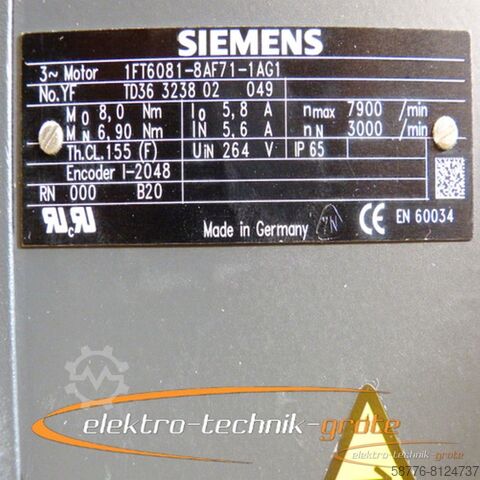 SIEMENS
3~ Motor 1FT6081-8AF71-1AG1
No.YF TD36 3238 02 049
M0 8,0 Nm I0 5,8 A nmax 7900 /min
MN 6,90 Nm IN 5,6 A nN 3000 /min
Th.CL.155 (F) UIN 264 V IP 65
Encoder I-2048
RN 000 B20
Made in Germany
CE EN 60034
elektro-technik-grote
elektro-technik-grote
58776-8124737